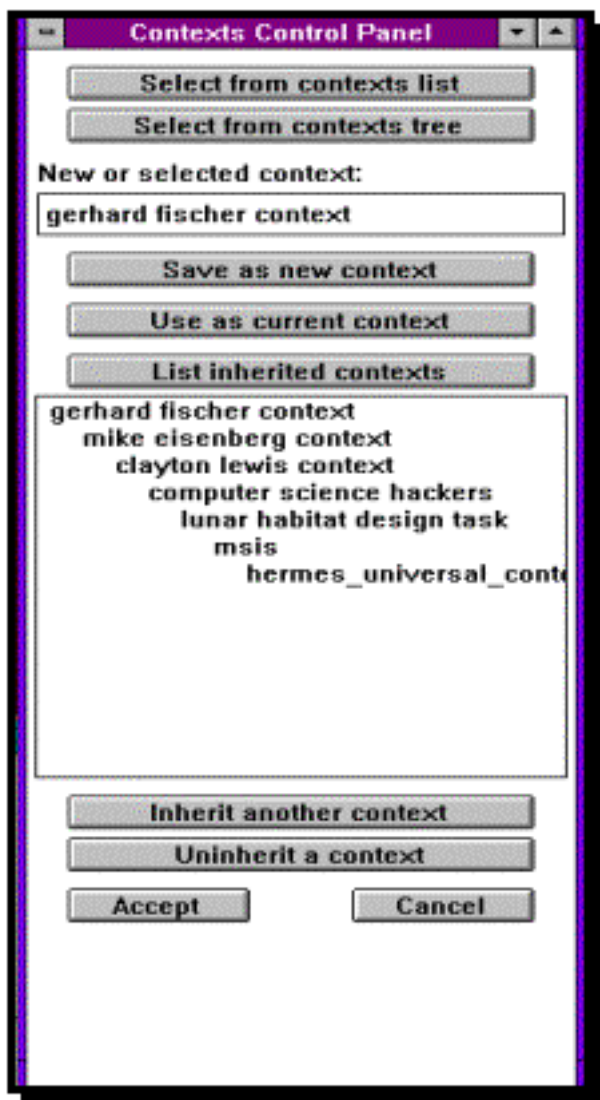 Contexts Control Panel
Select from contexts list
Select from contexts tree
New or selected context:
gerhard fischer context
Save as new context
Use as current context
List inherited contexts
gerhard fischer context
mike eisenberg context
clayton lewis context
computer science hackers
lunar habitat design task
msis
hermes_universal_conte
Inherit another context
Uninherit a context
Accept Cancel